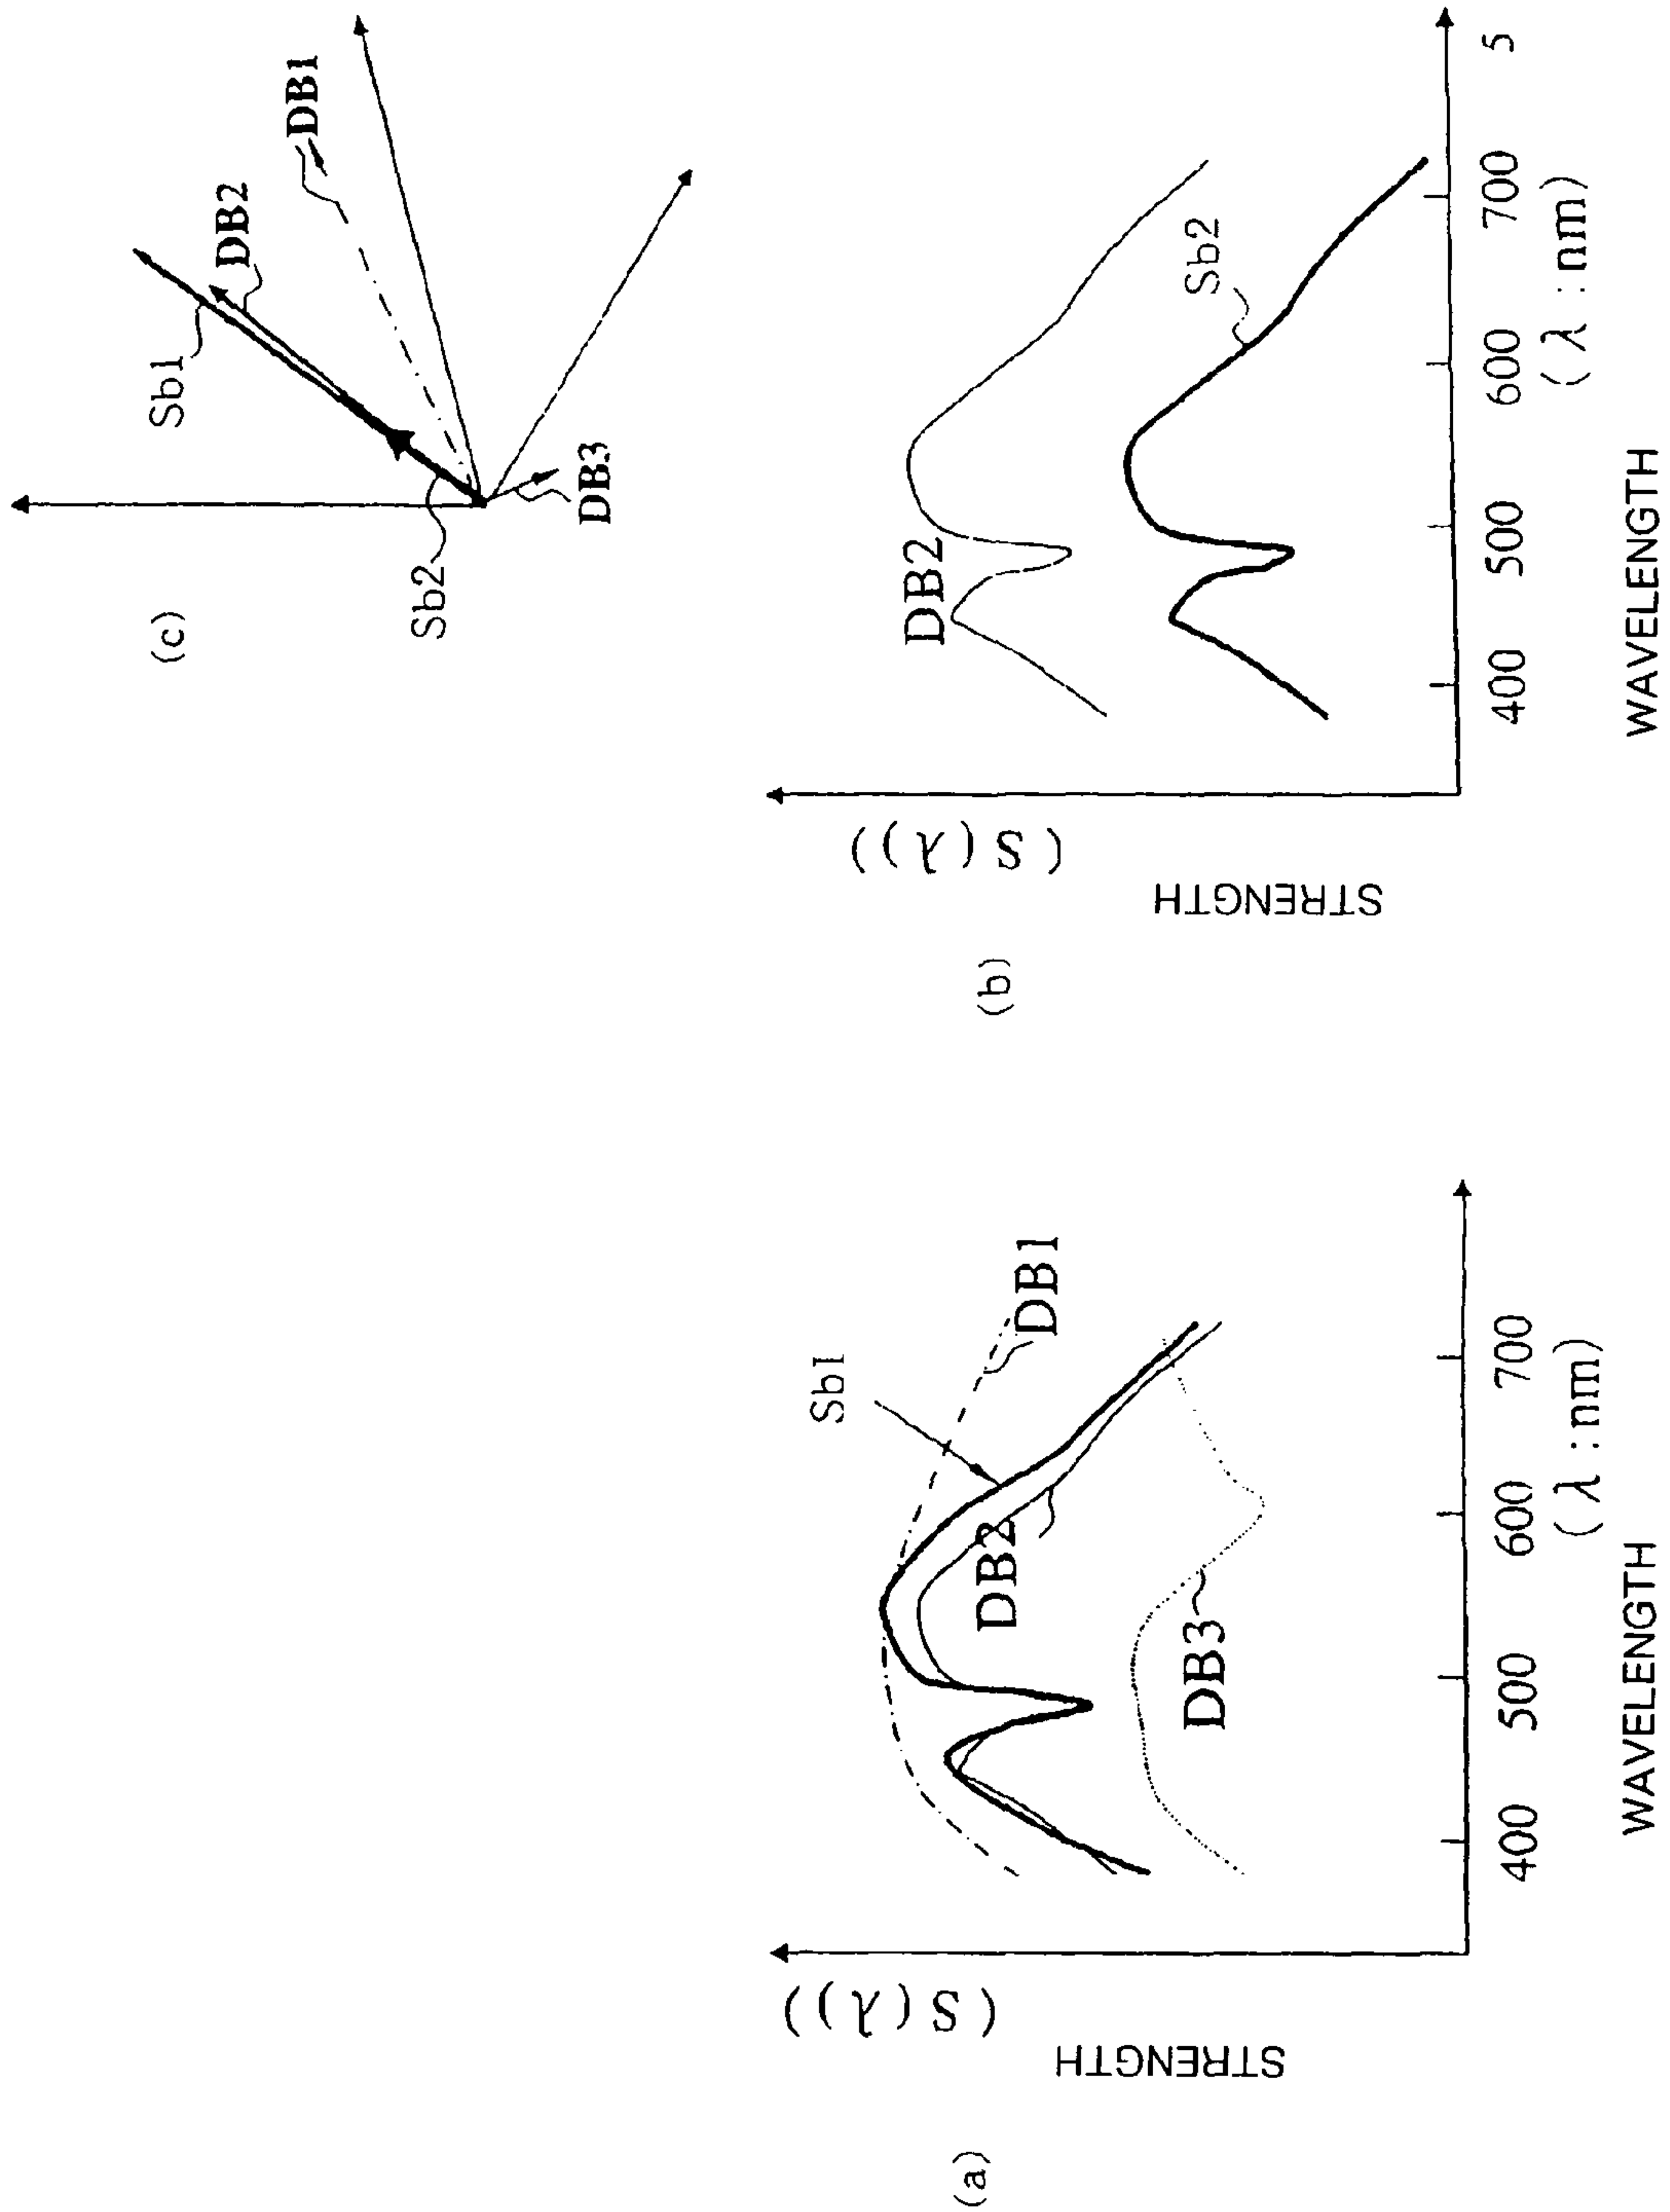 (a)
STRENGTH
(S(λ))
Sb1
DB1
DB2
DB3
400 500 600 700
(λ:nm)
WAVELENGTH
(b)
STRENGTH
(S(λ))
DB2
Sb2
400 500 600 700 5
(λ:nm)
WAVELENGTH
(c)
Sb1
DB2
DB1
Sb2
DB3